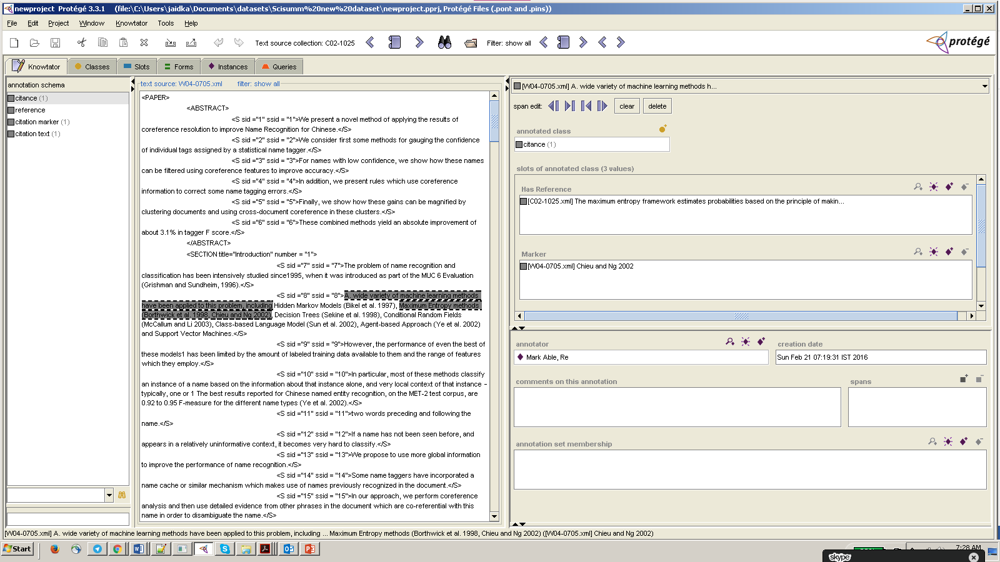 newproject  Protégé 3.3.1    (file:\C:\Users\jaidka\Documents\datasets\Scisumm%20new%20dataset\newproject.pprj, Protégé Files (.pont and .pins))
File Edit Project Window Knowtator Tools Help
Text source collection: C02-1025
Filter: show all
protégé
Knowtator Classes Slots Forms Instances Queries
annotation schema
citance (1)
reference
citation marker (1)
citation text (1)
text source: W04-0705.xml filter: show all
<PAPER>
<ABSTRACT>
<S sid ="1" ssid = "1">We present a novel method of applying the results of
coreference resolution to improve Name Recognition for Chinese.</S>
<S sid ="2" ssid = "2">We consider first some methods for gauging the confidence
of individual tags assigned by a statistical name tagger.</S>
<S sid ="3" ssid = "3">For names with low confidence, we show how these names
can be filtered using coreference features to improve accuracy.</S>
<S sid ="4" ssid = "4">In addition, we present rules which use coreference
information to correct some name tagging errors.</S>
<S sid ="5" ssid = "5">Finally, we show how these gains can be magnified by
clustering documents and using cross-document coreference in these clusters.</S>
<S sid ="6" ssid = "6">These combined methods yield an absolute improvement of
about 3.1% in tagger F score.</S>
</ABSTRACT>
<SECTION title="Introduction" number = "1">
<S sid ="7" ssid = "7">The problem of name recognition and
classification has been intensively studied since1995, when it was introduced as part of the MUC 6 Evaluation
(Grishman and Sundheim, 1996).</S>
<S sid ="8" ssid = "8">A. wide variety of machine learning methods
have been applied to this problem, including Hidden Markov Models (Bikel et al. 1997), Maximum Entropy methods
(Borthwick et al. 1998, Chieu and Ng 2002), Decision Trees (Sekine et al. 1998), Conditional Random Fields
(McCallum and Li 2003), Class-based Language Model (Sun et al. 2002), Agent-based Approach (Ye et al. 2002)
and Support Vector Machines.</S>
<S sid ="9" ssid = "9">However, the performance of even the best of
these models1 has been limited by the amount of labeled training data available to them and the range of features
which they employ.</S>
<S sid ="10" ssid = "10">In particular, most of these methods classify
an instance of a name based on the information about that instance alone, and very local context of that instance –
typically, one or 1 The best results reported for Chinese named entity recognition, on the MET-2 test corpus, are
0.92 to 0.95 F-measure for the different name types (Ye et al. 2002).</S>
<S sid ="11" ssid = "11">two words preceding and following the
name.</S>
<S sid ="12" ssid = "12">If a name has not been seen before, and
appears in a relatively uninformative context, it becomes very hard to classify.</S>
<S sid ="13" ssid = "13">We propose to use more global information
to improve the performance of name recognition.</S>
<S sid ="14" ssid = "14">Some name taggers have incorporated a
name cache or similar mechanism which makes use of names previously recognized in the document.</S>
<S sid ="15" ssid = "15">In our approach, we perform coreference
analysis and then use detailed evidence from other phrases in the document which are co-referential with this
name in order to disambiguate the name.</S>
[W04-0705.xml] A. wide variety of machine learning methods h...
span edit: clear delete
annotated class
citance (1)
slots of annotated class (3 values)
Has Reference
[C02-1025.xml] The maximum entropy framework estimates probabilities based on the principle of makin...
Marker
[W04-0705.xml] Chieu and Ng 2002
annotator
creation date
Mark Able, Re
Sun Feb 21 07:19:31 IST 2016
comments on this annotation
spans
annotation set membership
[W04-0705.xml] A. wide variety of machine learning methods have been applied to this problem, including ... Maximum Entropy methods (Borthwick et al. 1998, Chieu and Ng 2002) ([W04-0705.xml] Chieu and Ng 2002)
Start
7:28 AM
skype